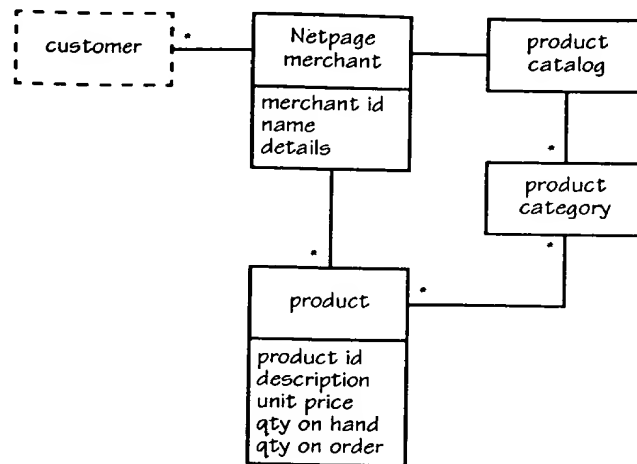 customer
*
Netpage
merchant
merchant id
name
details
product
catalog
*
product
category
*
*
product
*
product id
description
unit price
qty on hand
qty on order